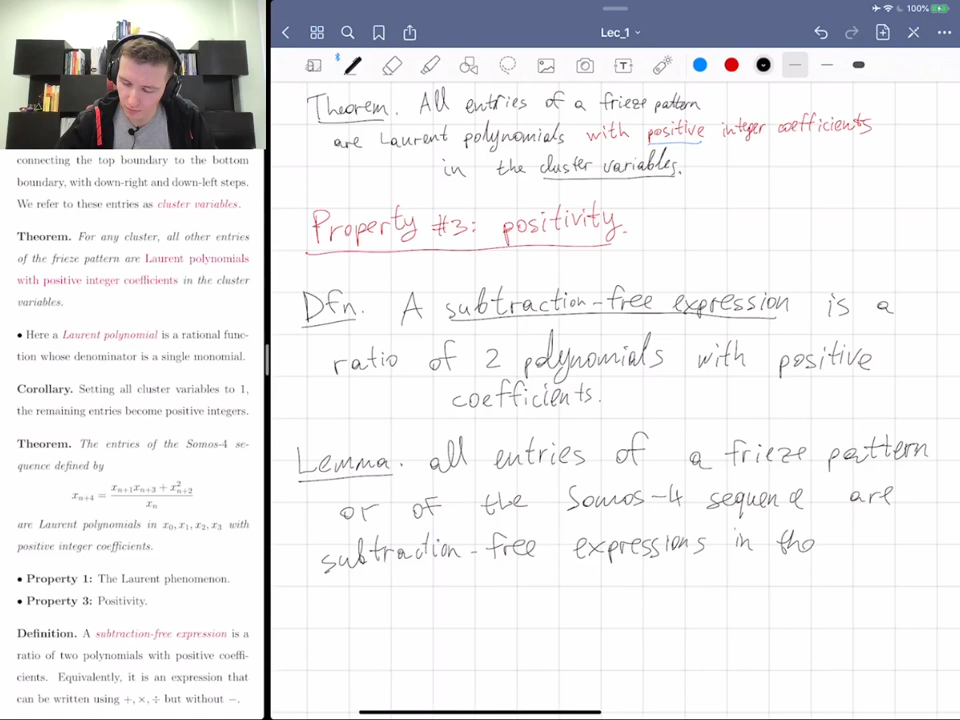 connecting the top boundary to the bottom
boundary, with down-right and down-left steps.
We refer to these entries as cluster variables.
Theorem. For any cluster, all other entries
of the frieze pattern are Laurent polynomials
with positive integer coefficients in the cluster
variables.
• Here a Laurent polynomial is a rational func-
tion whose denominator is a single monomial.
Corollary. Setting all cluster variables to 1,
the remaining entries become positive integers.
Theorem. The entries of the Somos-4 se-
quence defined by
x_{n+4} = \frac{x_{n+1}x_{n+3} + x_{n+2}^2}{x_n}
are Laurent polynomials in x_0, x_1, x_2, x_3 with
positive integer coefficients.
• Property 1: The Laurent phenomenon.
• Property 3: Positivity.
Definition. A subtraction-free expression is a
ratio of two polynomials with positive coeffi-
cients. Equivalently, it is an expression that
can be written using +, ×, ÷ but without −.
100%
Lec_1
Theorem. All entries of a frieze pattern
are Laurent polynomials with positive integer coefficients
in the cluster variables.
Property #3: positivity.
Dfn. A subtraction-free expression is a
ratio of 2 polynomials with positive
coefficients.
Lemma. all entries of a frieze pattern
or of the Somos-4 sequence are
subtraction-free expressions in the